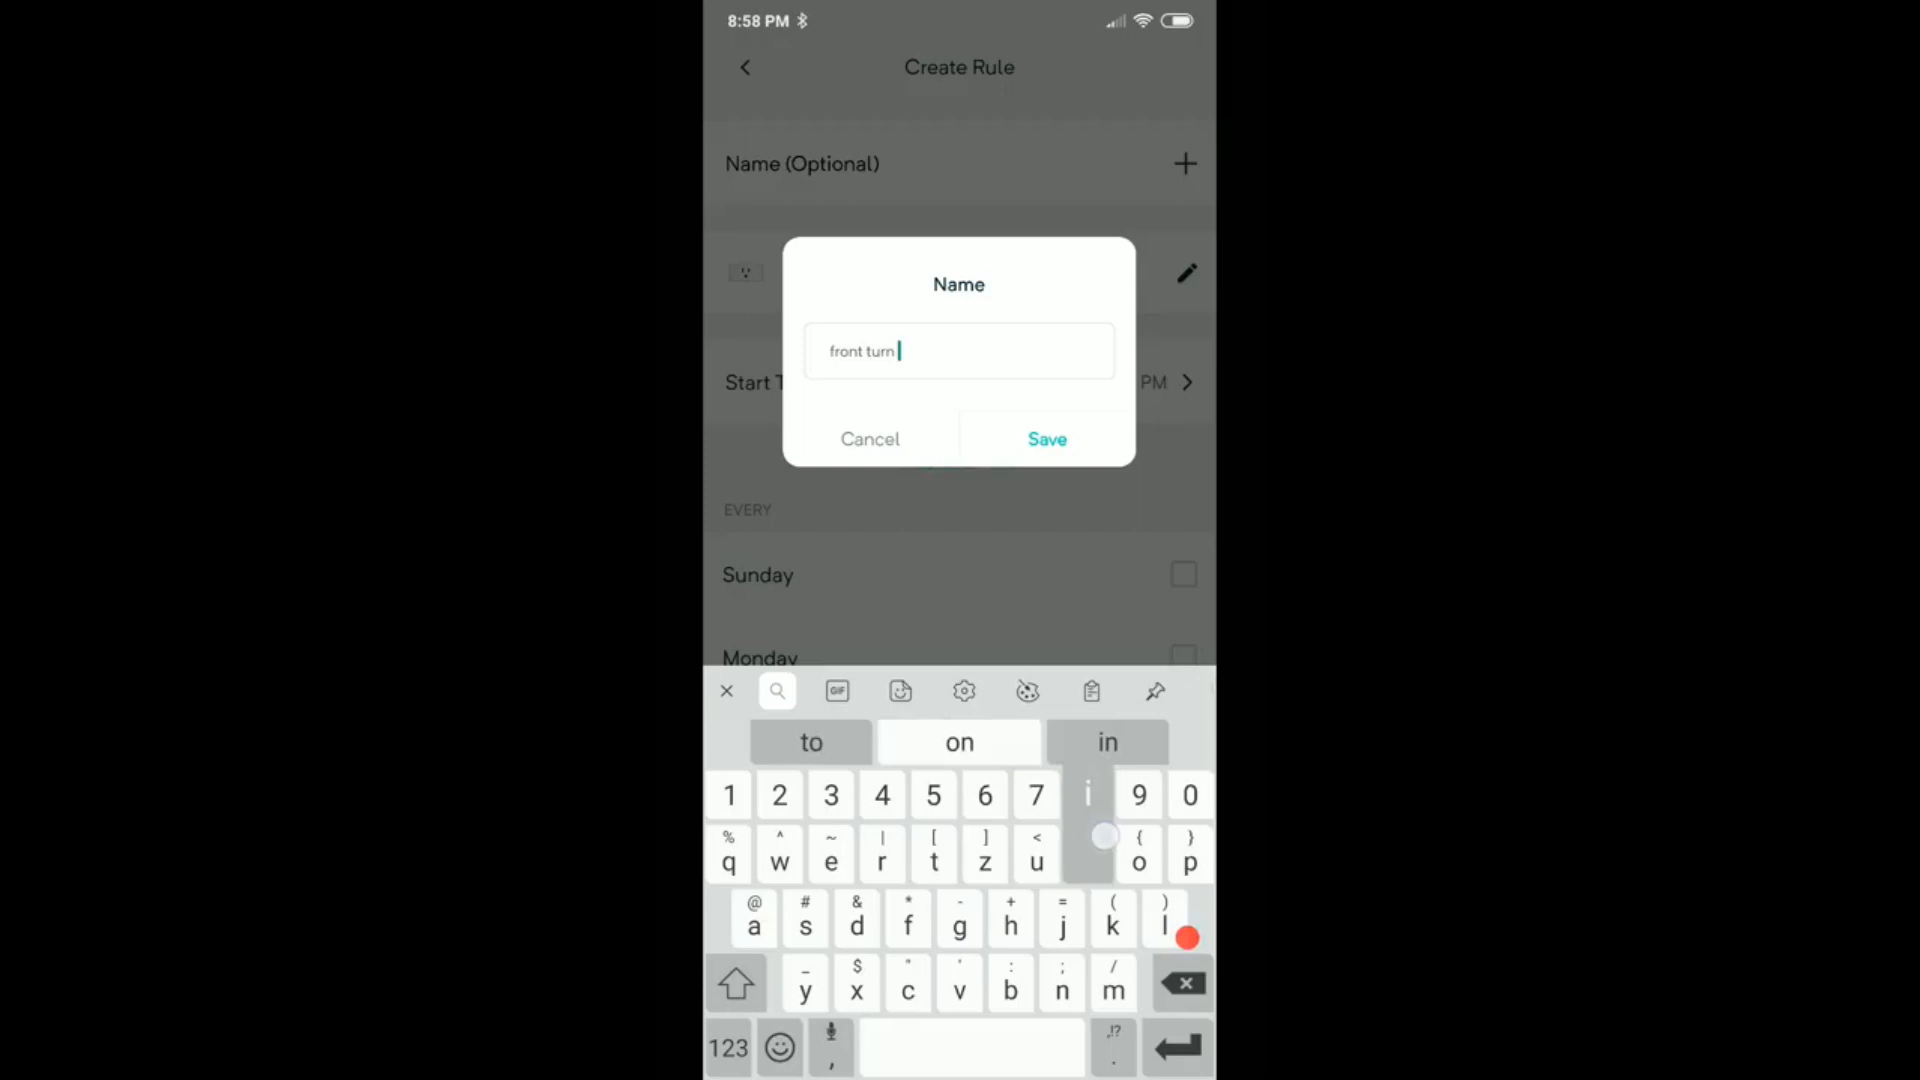 8:58 PM
Create Rule
Name (Optional)
Name
front turn
Start T
PM
Cancel
Save
EVERY
Sunday
Monday
GIF
to on in
1 2 3 4 5 6 7 i 9 0
% ^ ~ | [ ] < { }
q w e r t z u o p
@ # & * - + = ( )
a s d f g h j k l
_ $ " ' : ; /
y x c v b n m
123 , ,!? .